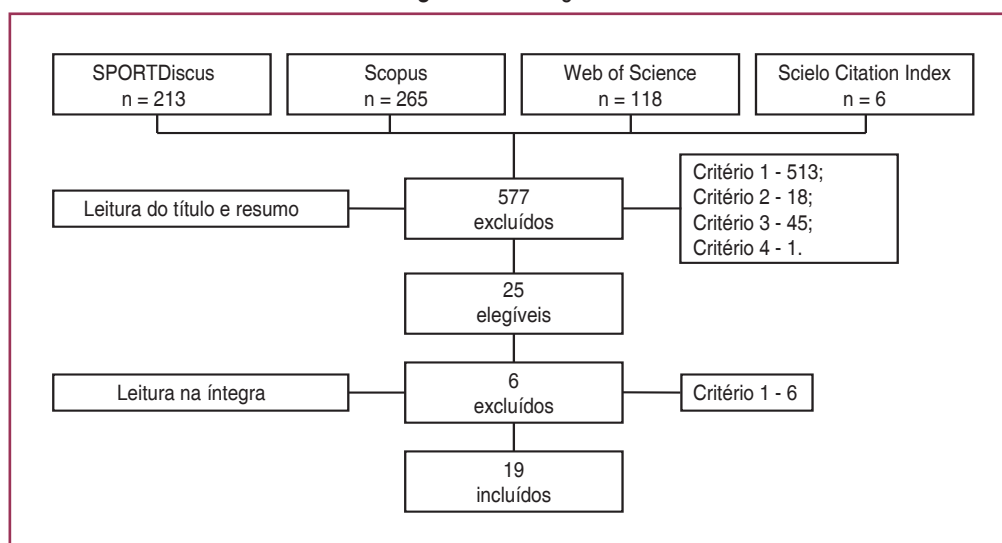 SPORTDiscus
n = 213
Scopus
n = 265
Web of Science
n = 118
Scielo Citation Index
n = 6
Leitura do título e resumo
577
excluídos
Critério 1 - 513;
Critério 2 - 18;
Critério 3 - 45;
Critério 4 - 1.
25
elegíveis
Leitura na íntegra
6
excluídos
Critério 1 - 6
19
incluídos